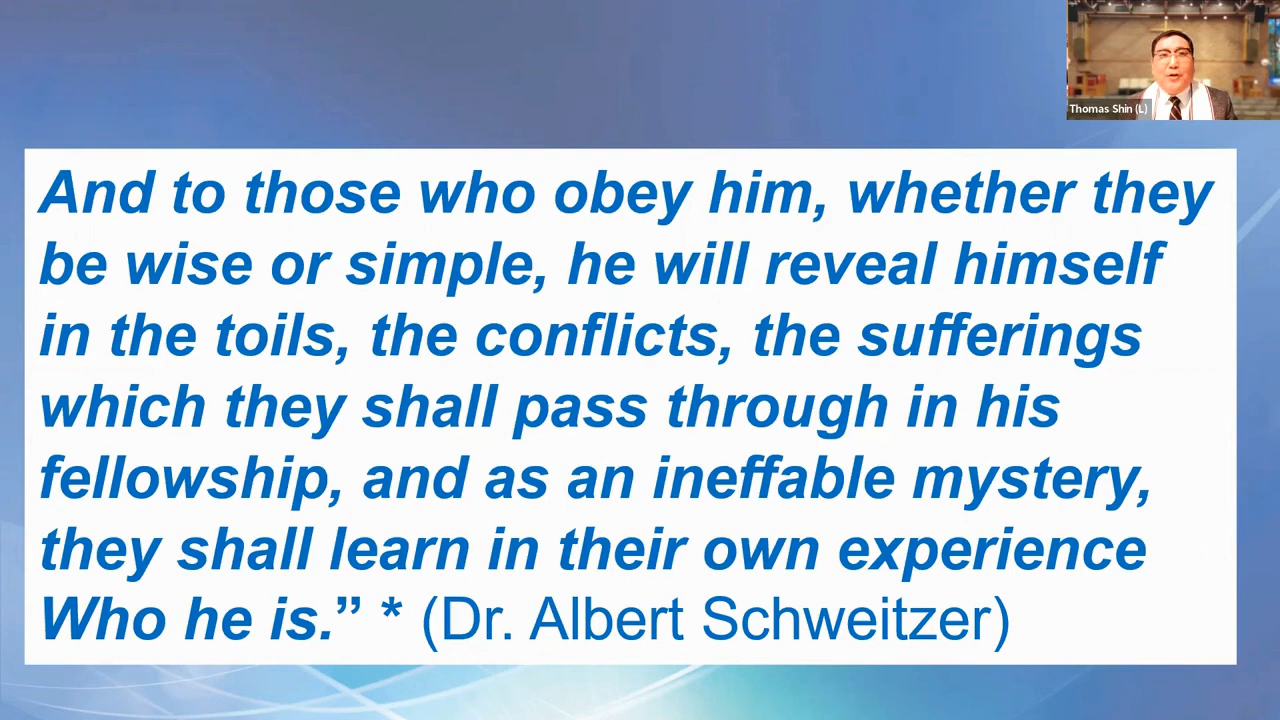 Thomas Shin (L)
And to those who obey him, whether they
be wise or simple, he will reveal himself
in the toils, the conflicts, the sufferings
which they shall pass through in his
fellowship, and as an ineffable mystery,
they shall learn in their own experience
Who he is.” * (Dr. Albert Schweitzer)